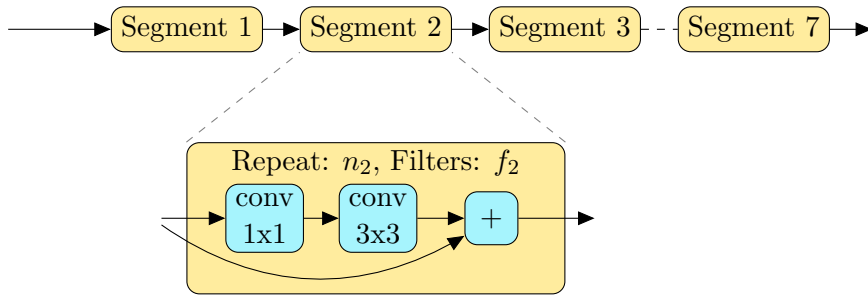 Segment 1
Segment 2
Segment 3
Segment 7
Repeat: n₂, Filters: f₂
conv
1x1
conv
3x3
+